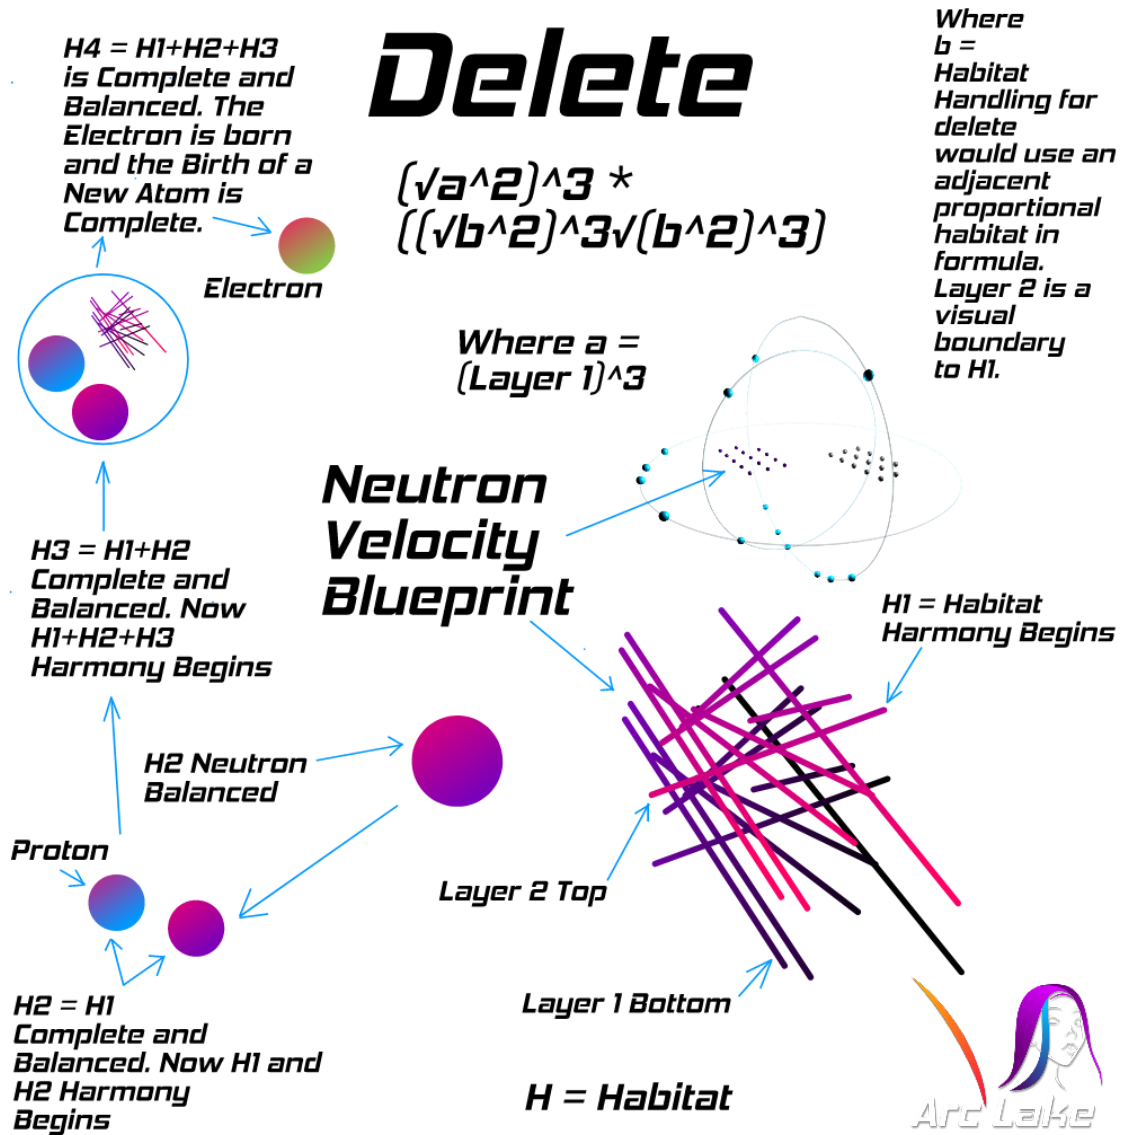 Delete
(√a^2)^3 *
((√b^2)^3√(b^2)^3)
Where a =
(Layer 1)^3
Where
b =
Habitat
Handling for
delete
would use an
adjacent
proportional
habitat in
formula.
Layer 2 is a
visual
boundary
to H1.
H4 = H1+H2+H3
is Complete and
Balanced. The
Electron is born
and the Birth of a
New Atom is
Complete.
Electron
Neutron
Velocity
Blueprint
H3 = H1+H2
Complete and
Balanced. Now
H1+H2+H3
Harmony Begins
H1 = Habitat
Harmony Begins
H2 Neutron
Balanced
Proton
Layer 2 Top
Layer 1 Bottom
H2 = H1
Complete and
Balanced. Now H1 and
H2 Harmony
Begins
H = Habitat
Arc Lake